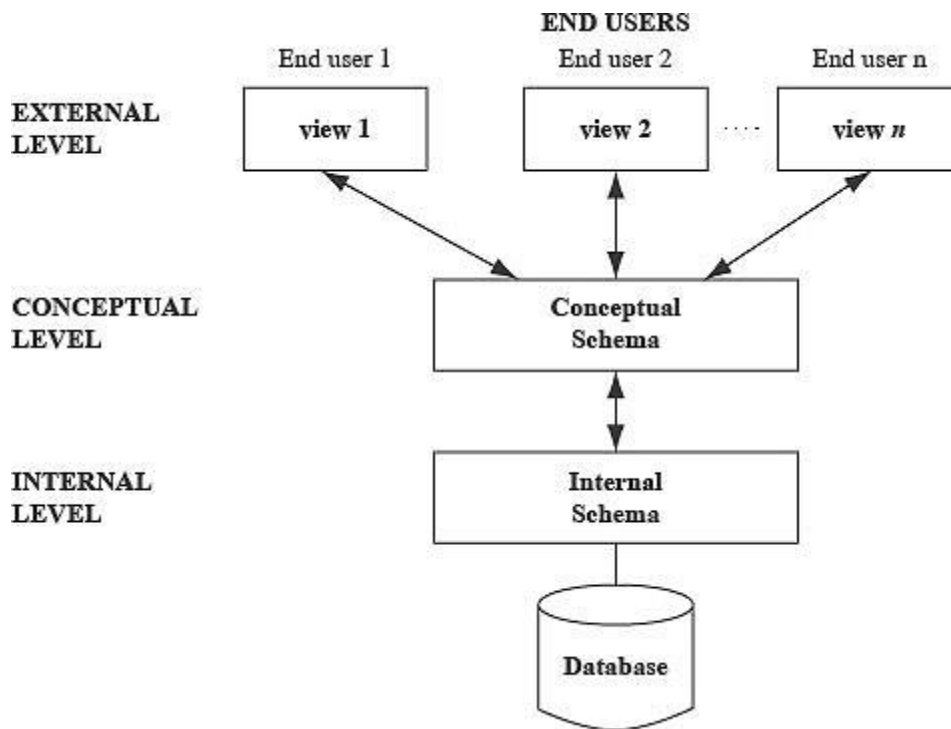 END USERS
End user 1
End user 2
End user n
EXTERNAL
LEVEL
view 1
view 2
....
view n
CONCEPTUAL
LEVEL
Conceptual
Schema
INTERNAL
LEVEL
Internal
Schema
Database